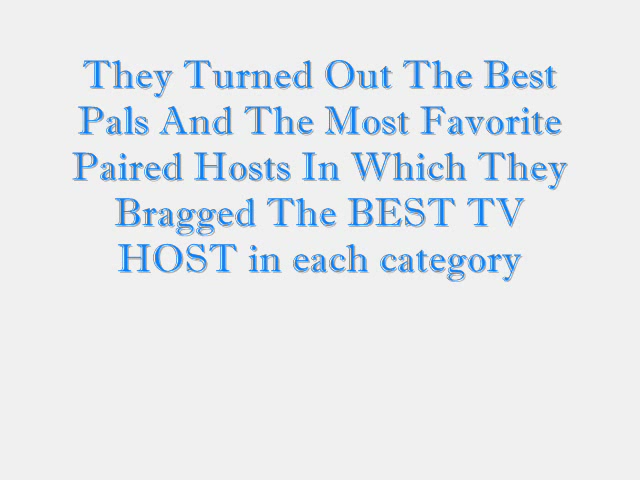 They Turned Out The Best
Pals And The Most Favorite
Paired Hosts In Which They
Bragged The BEST TV
HOST in each category